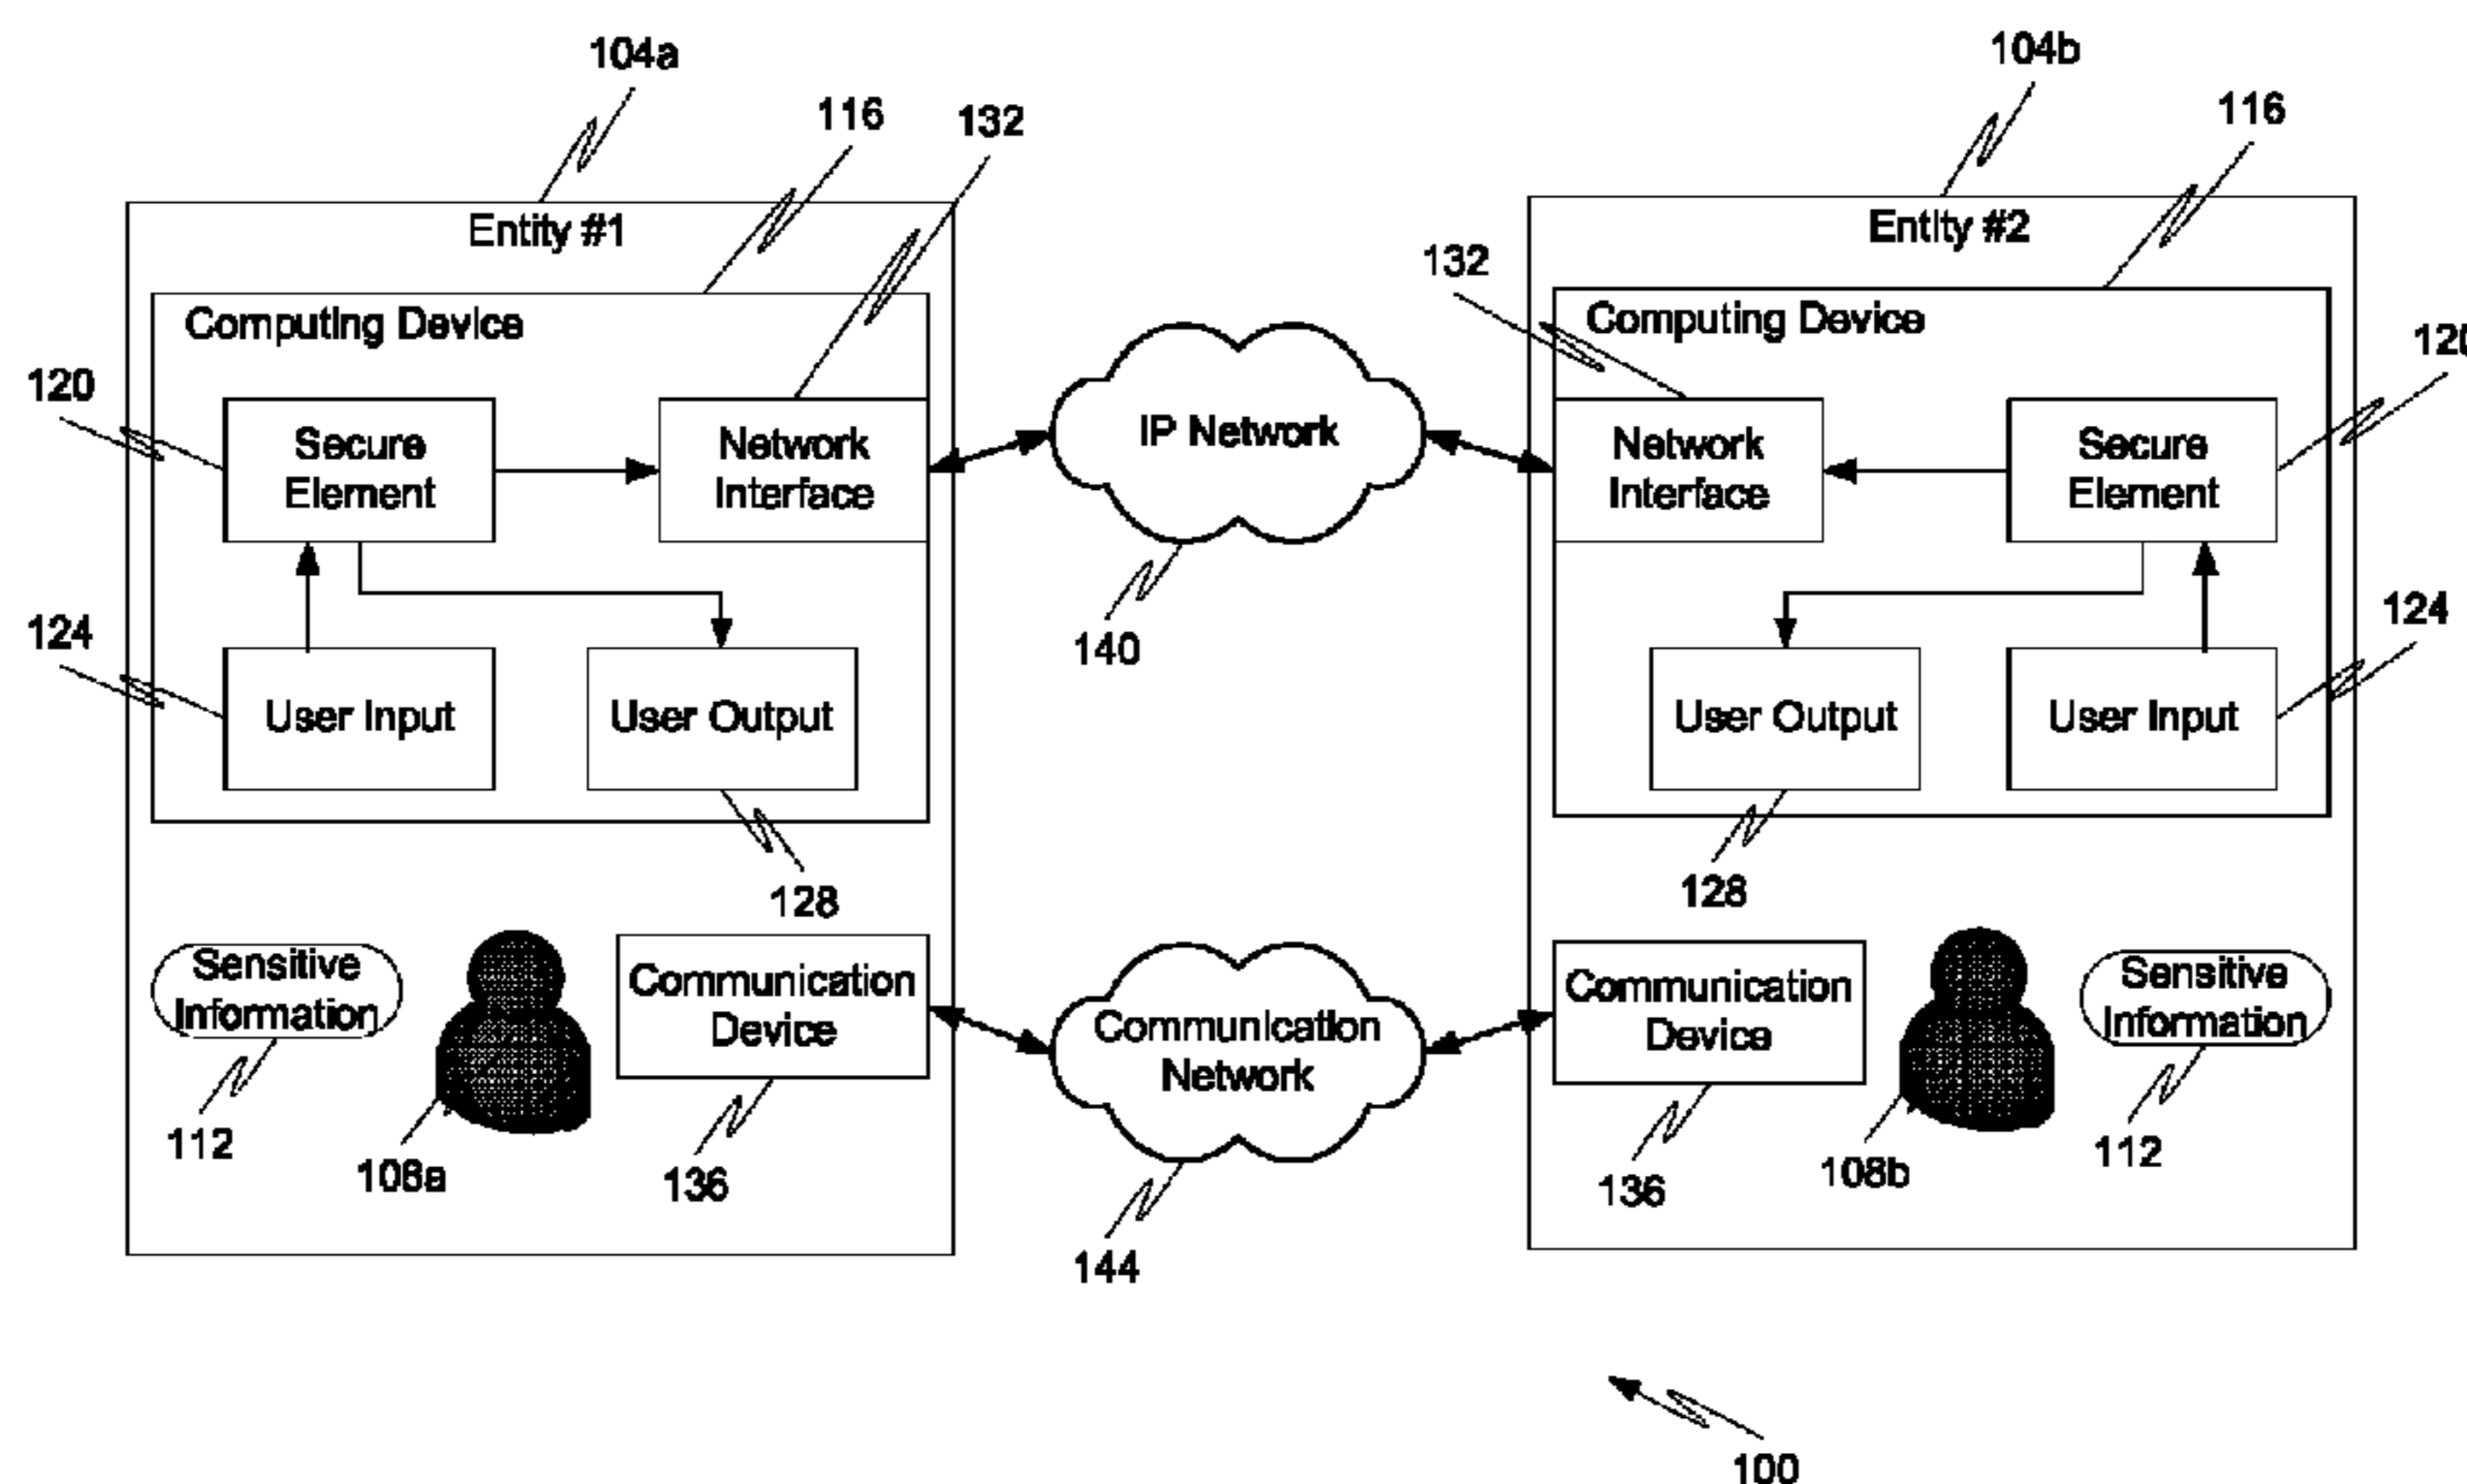 104a
104b
116
132
116
Entity #1
Entity #2
132
Computing Device
Computing Device
120
120
Secure
Element
Network
Interface
IP Network
Network
Interface
Secure
Element
124
124
140
User Input
User Output
User Output
User Input
128
128
Sensitive
Information
Communication
Device
Communication
Network
Communication
Device
Sensitive
Information
112
108a
136
136
108b
112
144
100